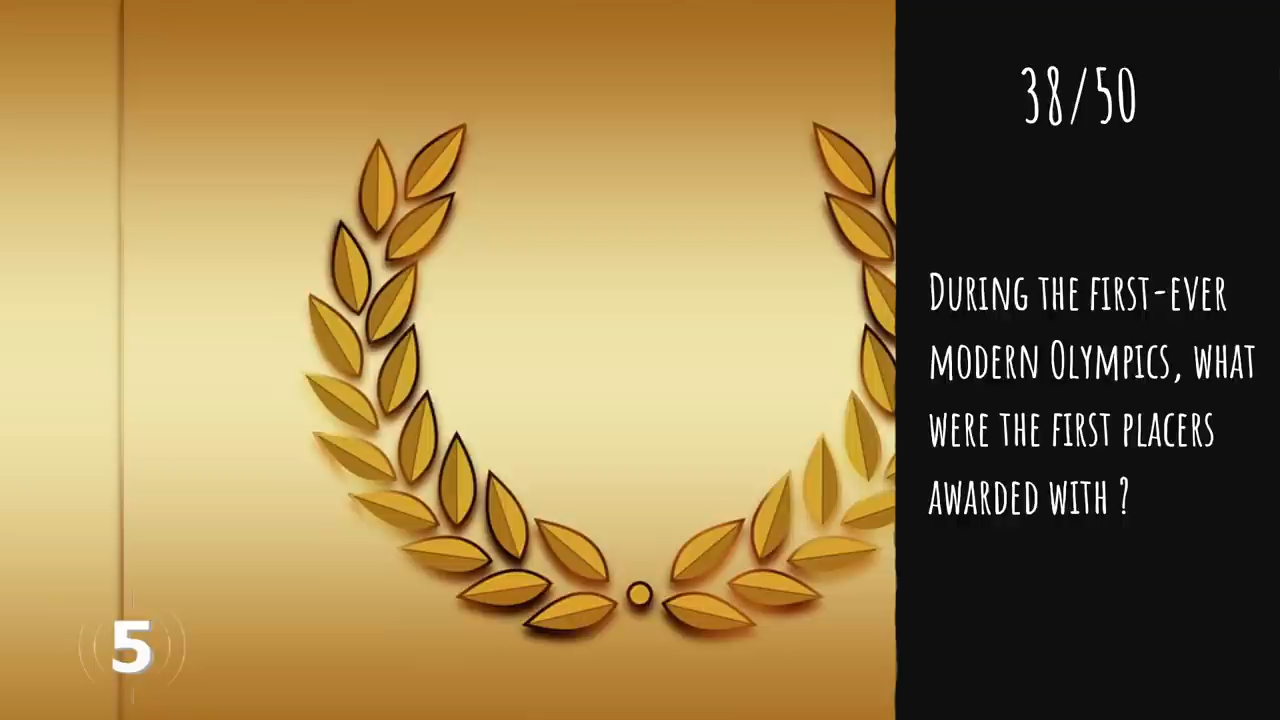 38/50
During the first-ever
modern Olympics, what
were the first placers
awarded with ?
5